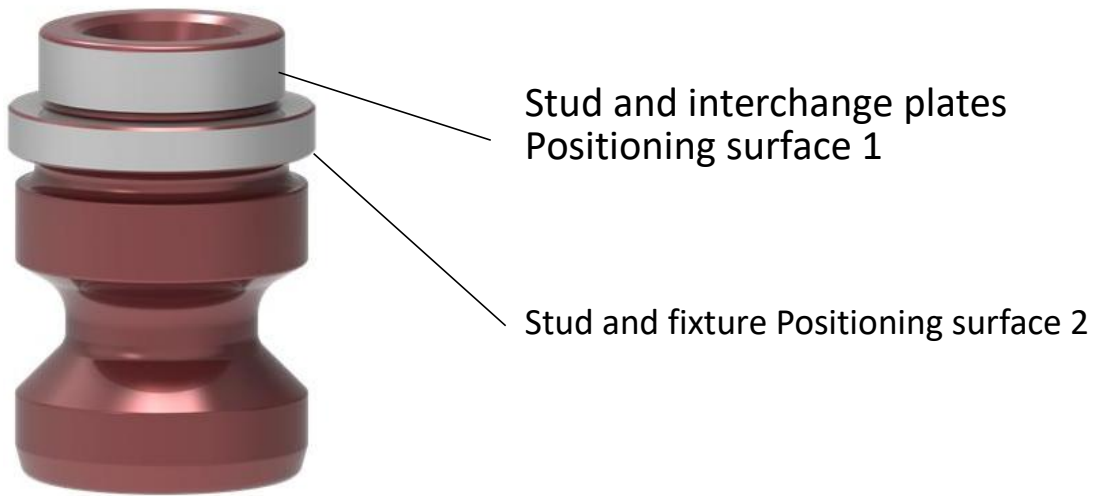 Stud and interchange plates
Positioning surface 1
Stud and fixture Positioning surface 2